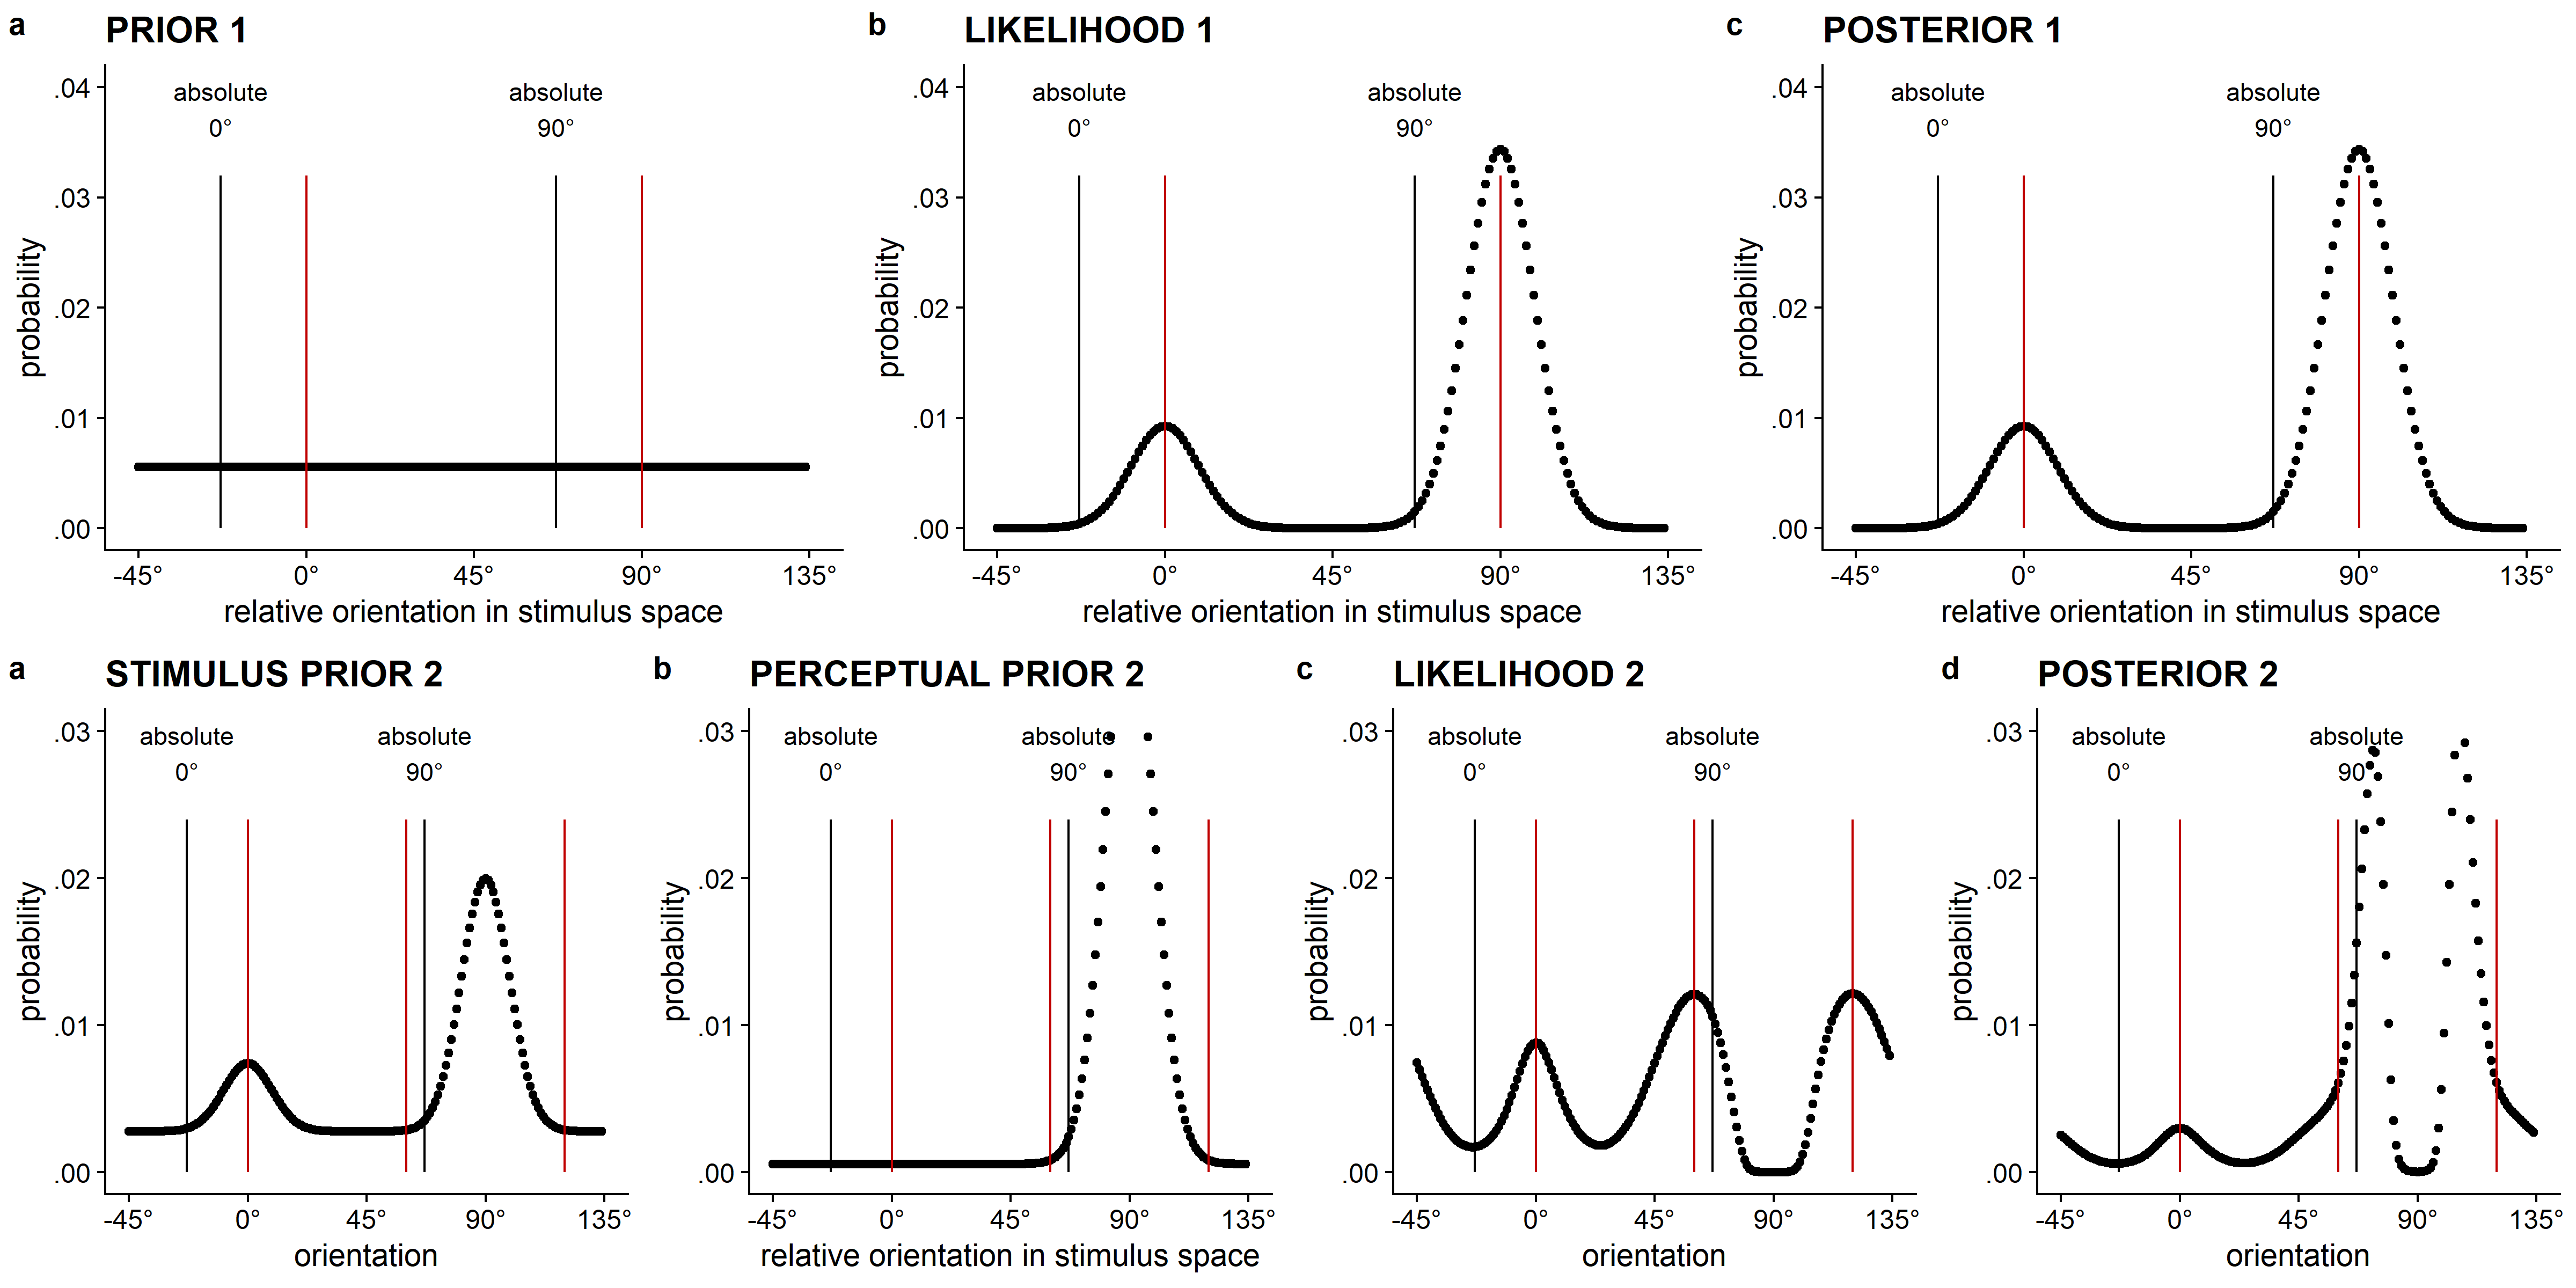 a PRIOR 1
absolute absolute
0° 90°
.04
.03
.02
.01
.00
probability
-45° 0° 45° 90° 135°
relative orientation in stimulus space
b LIKELIHOOD 1
absolute absolute
0° 90°
.04
.03
.02
.01
.00
probability
-45° 0° 45° 90° 135°
relative orientation in stimulus space
c POSTERIOR 1
absolute absolute
0° 90°
.04
.03
.02
.01
.00
probability
-45° 0° 45° 90° 135°
relative orientation in stimulus space
a STIMULUS PRIOR 2
absolute absolute
0° 90°
.03
.02
.01
.00
probability
-45° 0° 45° 90° 135°
orientation
b PERCEPTUAL PRIOR 2
absolute absolute
0° 90°
.03
.02
.01
.00
probability
-45° 0° 45° 90° 135°
relative orientation in stimulus space
c LIKELIHOOD 2
absolute absolute
0° 90°
.03
.02
.01
.00
probability
-45° 0° 45° 90° 135°
orientation
d POSTERIOR 2
absolute absolute
0° 90°
.03
.02
.01
.00
probability
-45° 0° 45° 90° 135°
orientation